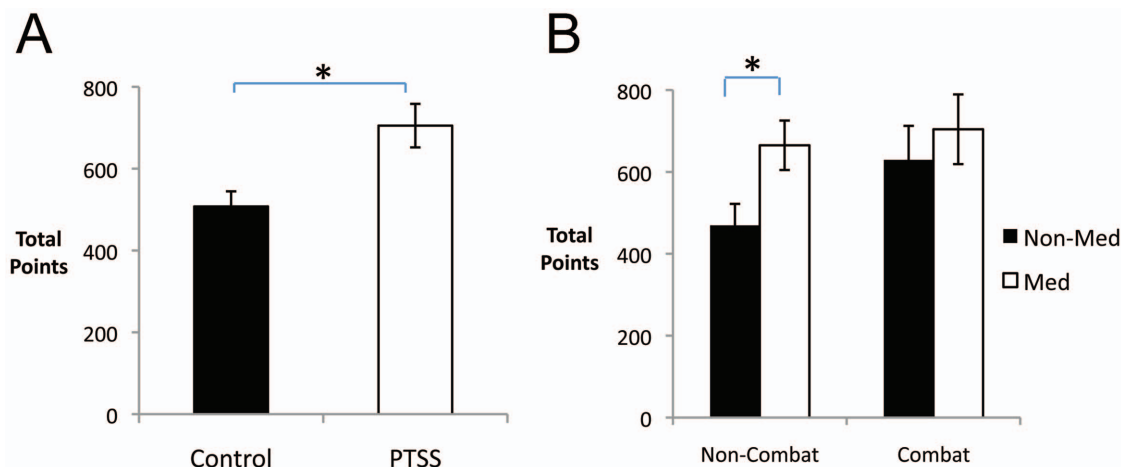 A
*
800
600
400
200
0
Total
Points
Control
PTSS
B
*
800
600
400
200
0
Total
Points
Non-Combat
Combat
Non-Med
Med